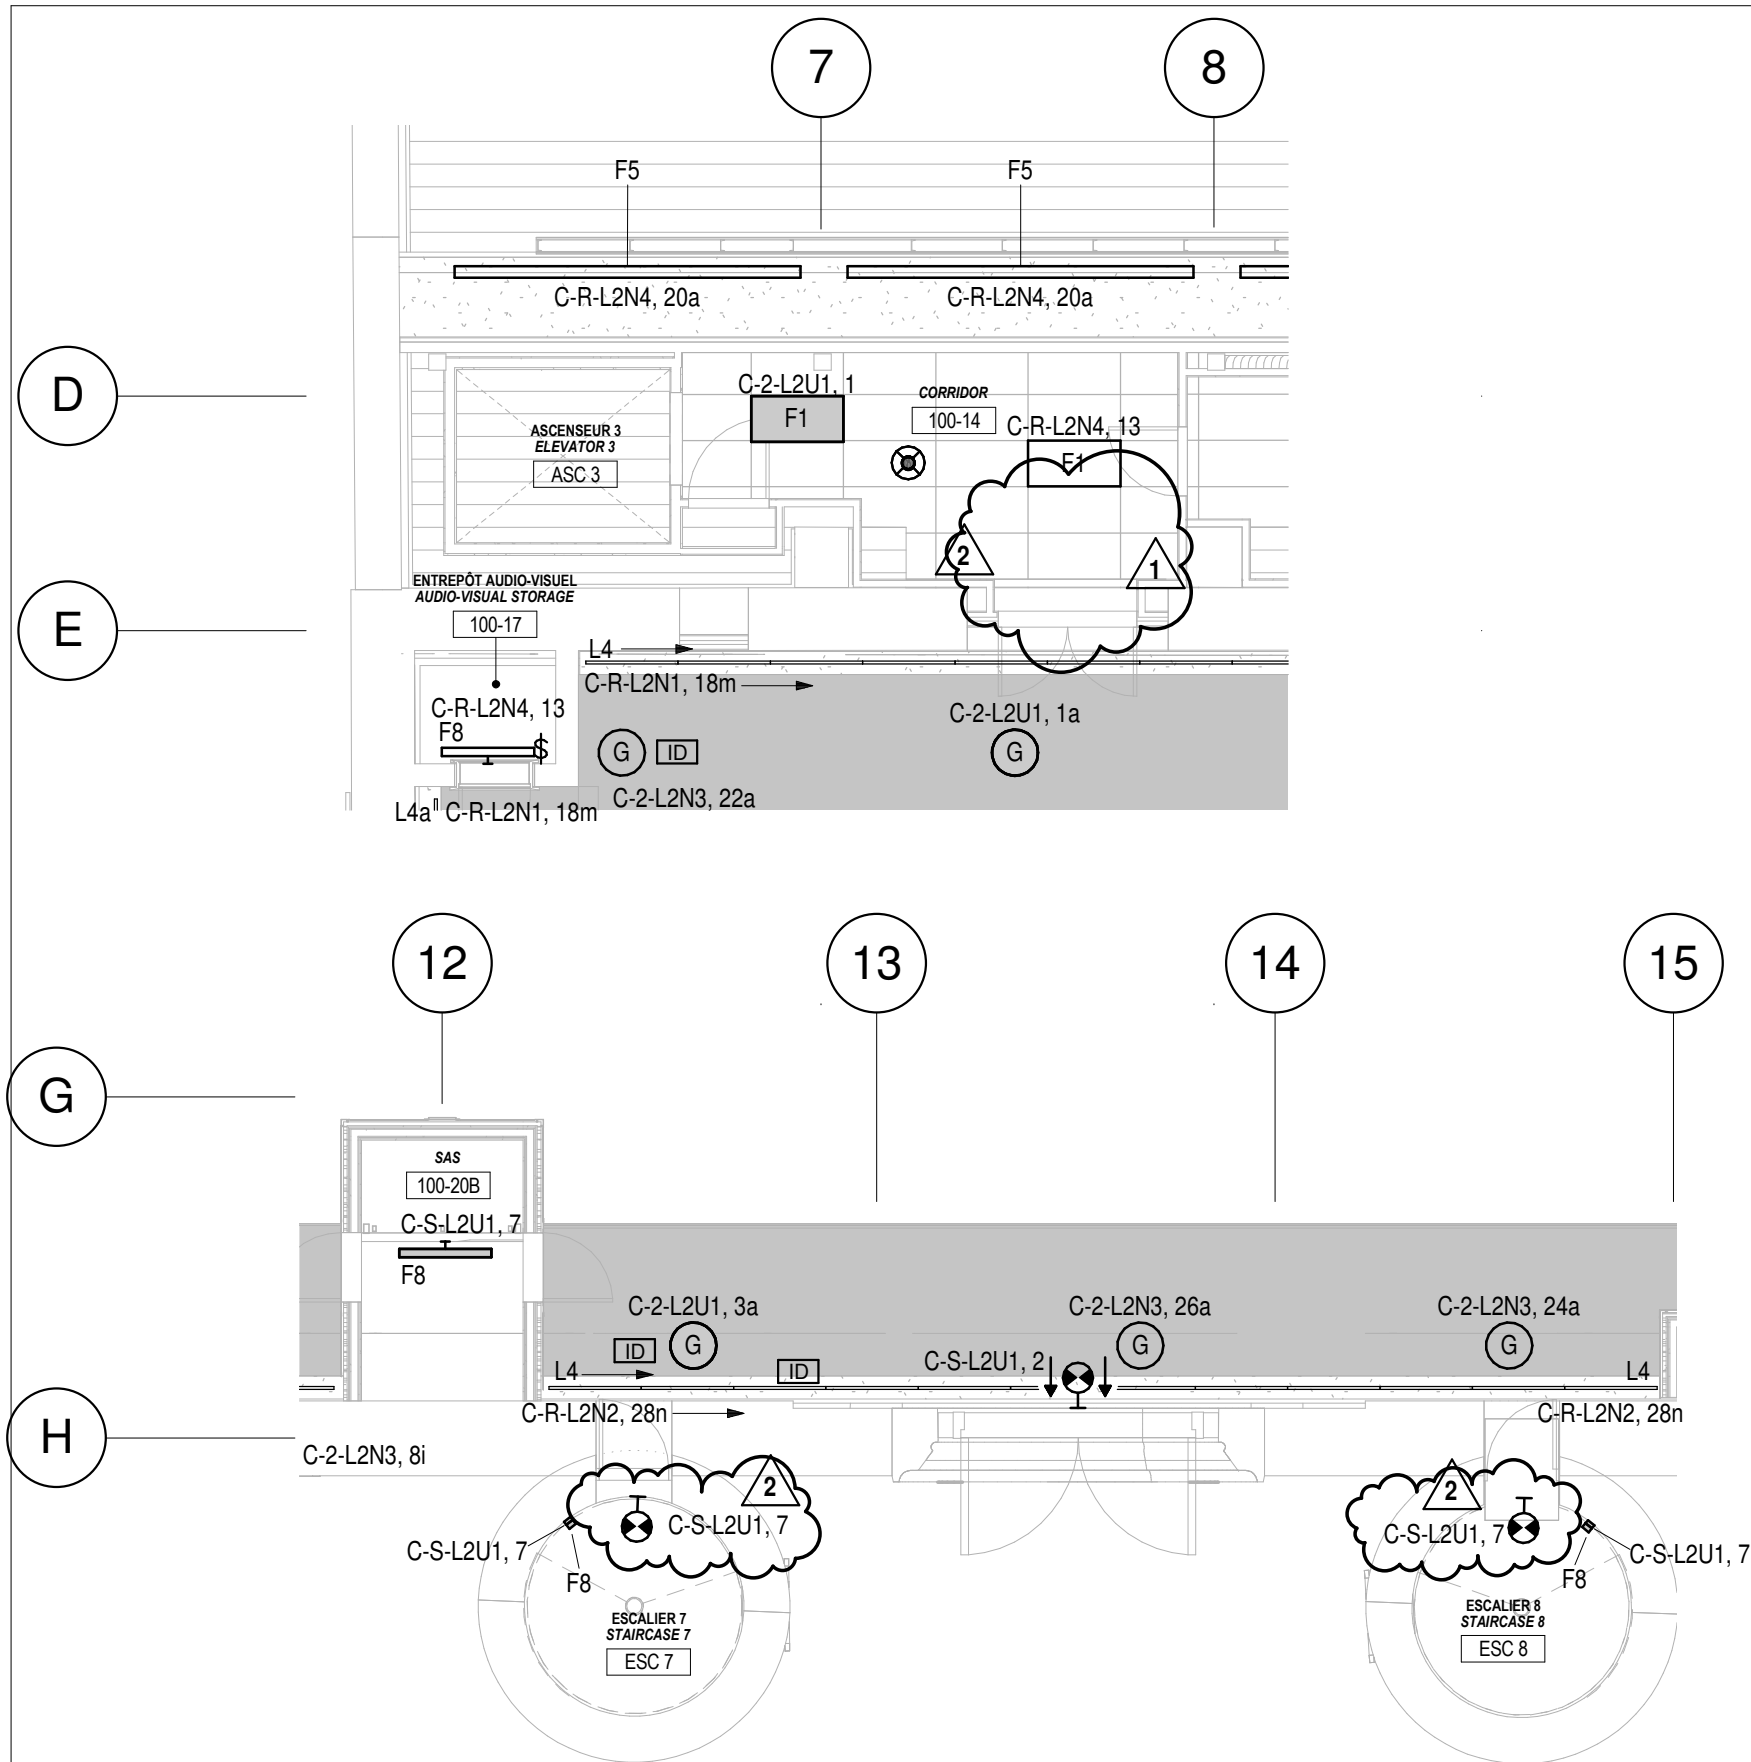 7
8
F5
F5
C-R-L2N4, 20a
C-R-L2N4, 20a
D
C-2-L2U1, 1
F1
CORRIDOR
100-14
C-R-L2N4, 13
F1
ASCENSEUR 3
ELEVATOR 3
ASC 3
2
1
E
ENTREPÔT AUDIO-VISUEL
AUDIO-VISUAL STORAGE
100-17
L4
C-R-L2N1, 18m
C-R-L2N4, 13
F8
$
C-2-L2U1, 1a
G
ID
G
C-2-L2N3, 22a
L4a
C-R-L2N1, 18m
12
13
14
15
G
SAS
100-20B
C-S-L2U1, 7
F8
C-2-L2U1, 3a
C-2-L2N3, 26a
C-2-L2N3, 24a
ID
G
G
G
L4
ID
C-S-L2U1, 2
L4
C-R-L2N2, 28n
C-R-L2N2, 28n
H
C-2-L2N3, 8i
2
2
C-S-L2U1, 7
C-S-L2U1, 7
C-S-L2U1, 7
C-S-L2U1, 7
F8
F8
ESCALIER 7
STAIRCASE 7
ESC 7
ESCALIER 8
STAIRCASE 8
ESC 8